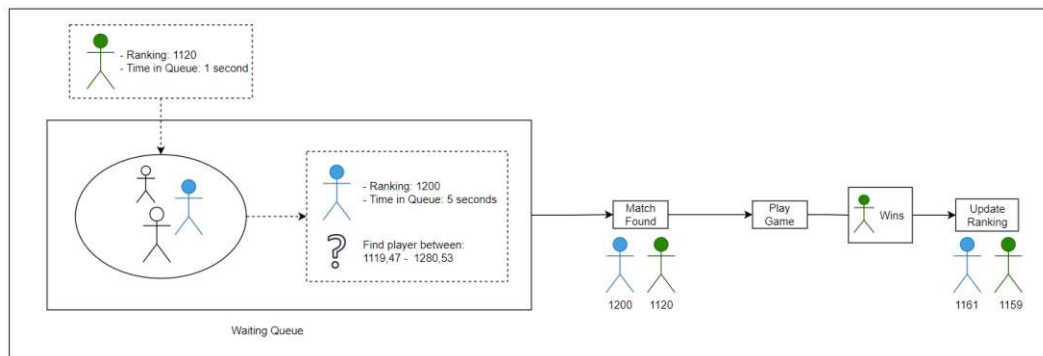 - Ranking: 1120
- Time in Queue: 1 second
- Ranking: 1200
- Time in Queue: 5 seconds
Find player between:
1119,47 - 1280,53
Waiting Queue
Match
Found
1200
1120
Play
Game
Wins
Update
Ranking
1161
1159